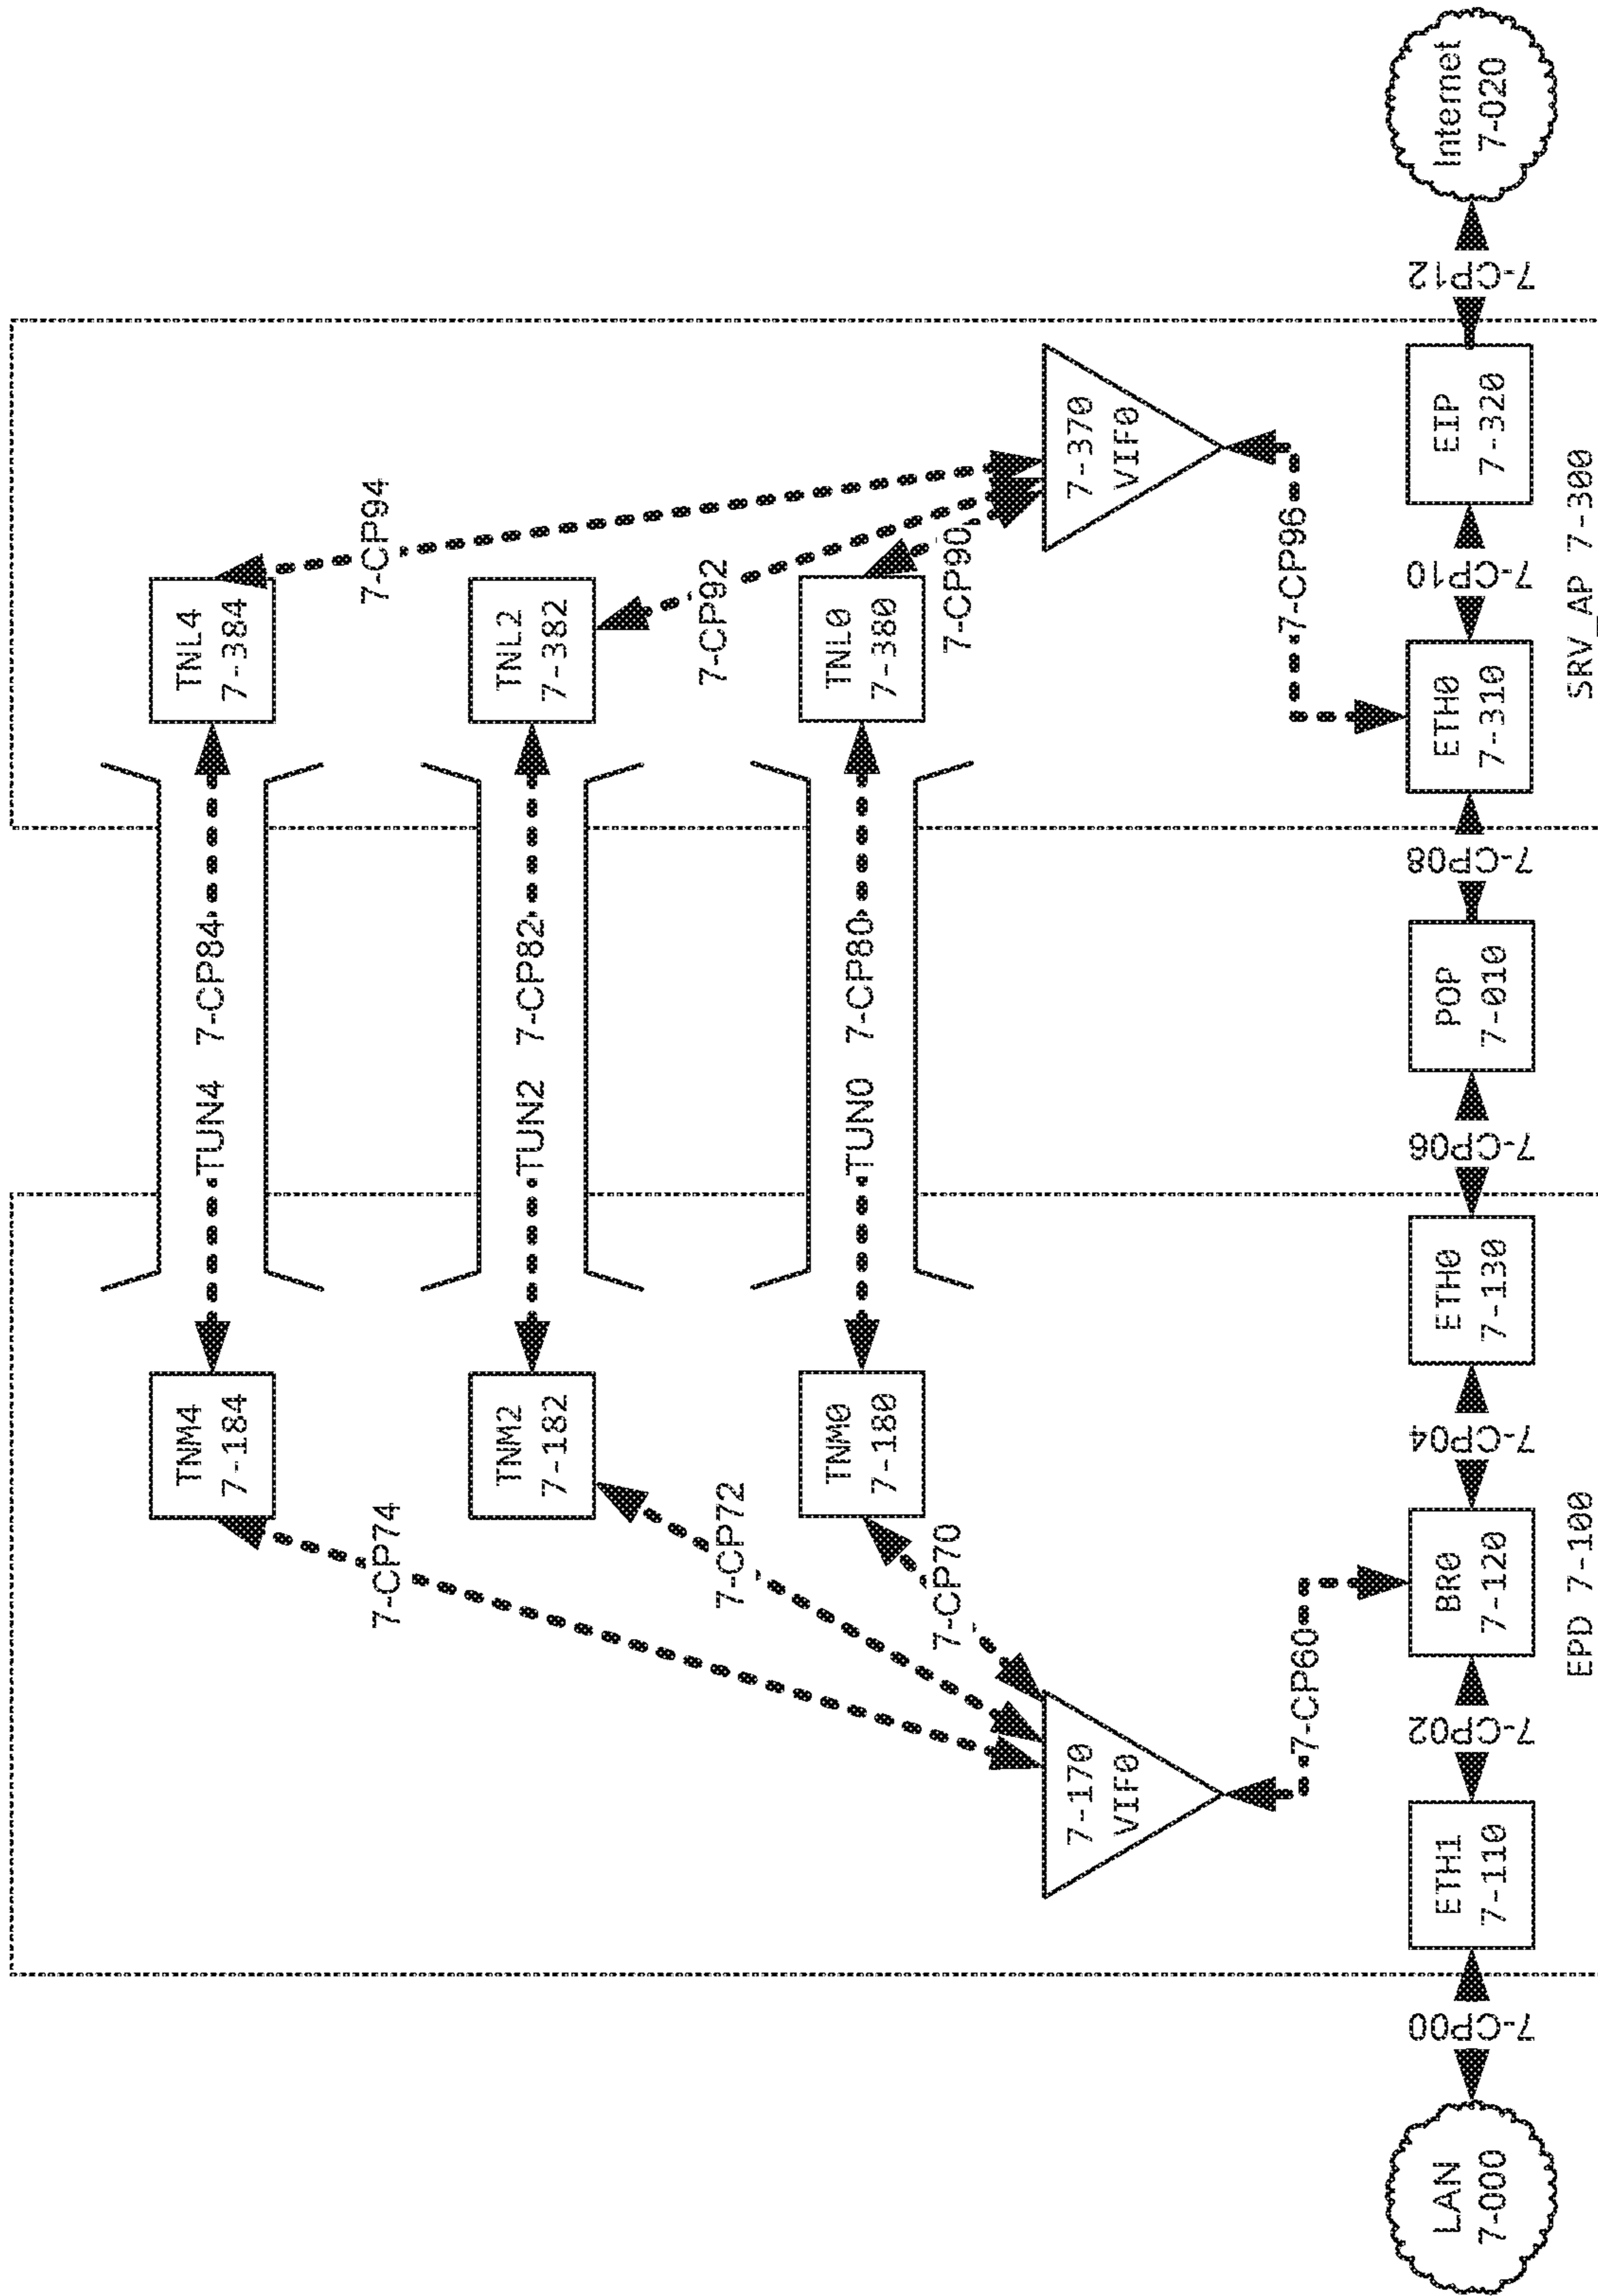 TNM4
7-184
TUN4
7-CP84
TNL4
7-384
7-CP74
7-CP94
TNM2
7-182
TUN2
7-CP82
TNL2
7-382
7-CP72
7-CP92
TNM0
7-180
TUN0
7-CP80
TNL0
7-380
7-CP70
7-CP90
7-170
VIF0
7-370
VIF0
7-CP60
7-CP96
LAN
7-000
7-CP00
ETH1
7-110
7-CP02
BR0
7-120
7-CP04
ETH0
7-130
7-CP06
POP
7-010
7-CP08
ETH0
7-310
7-CP10
EIP
7-320
7-CP12
Internet
7-020
EPD 7-100
SRV_AP 7-300